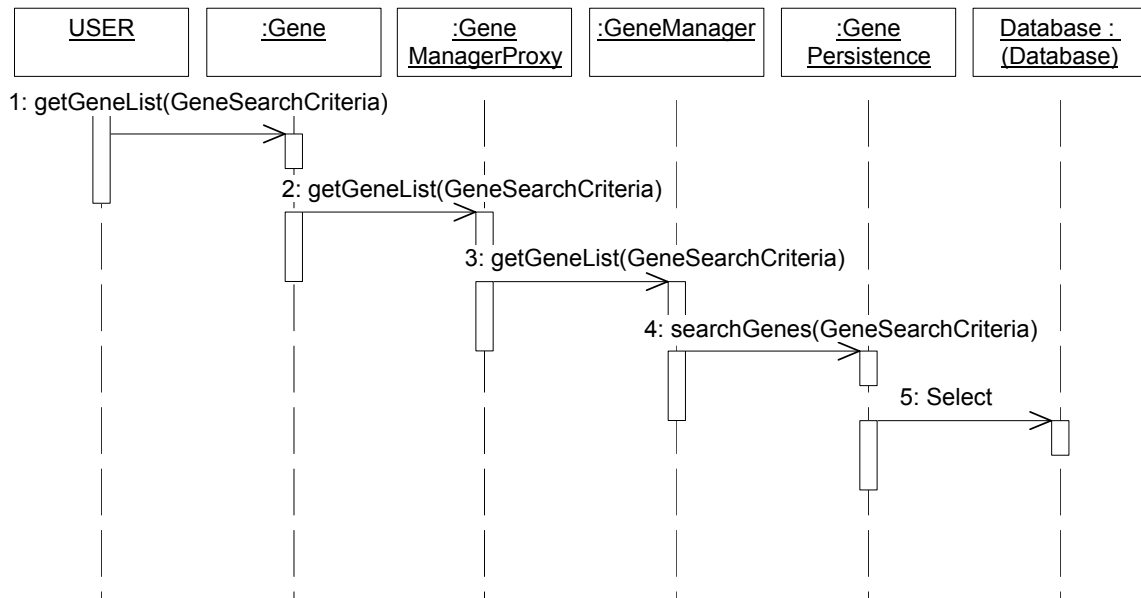 USER
:Gene
:Gene
ManagerProxy
:GeneManager
:Gene
Persistence
Database :
(Database)
1: getGeneList(GeneSearchCriteria)
2: getGeneList(GeneSearchCriteria)
3: getGeneList(GeneSearchCriteria)
4: searchGenes(GeneSearchCriteria)
5: Select